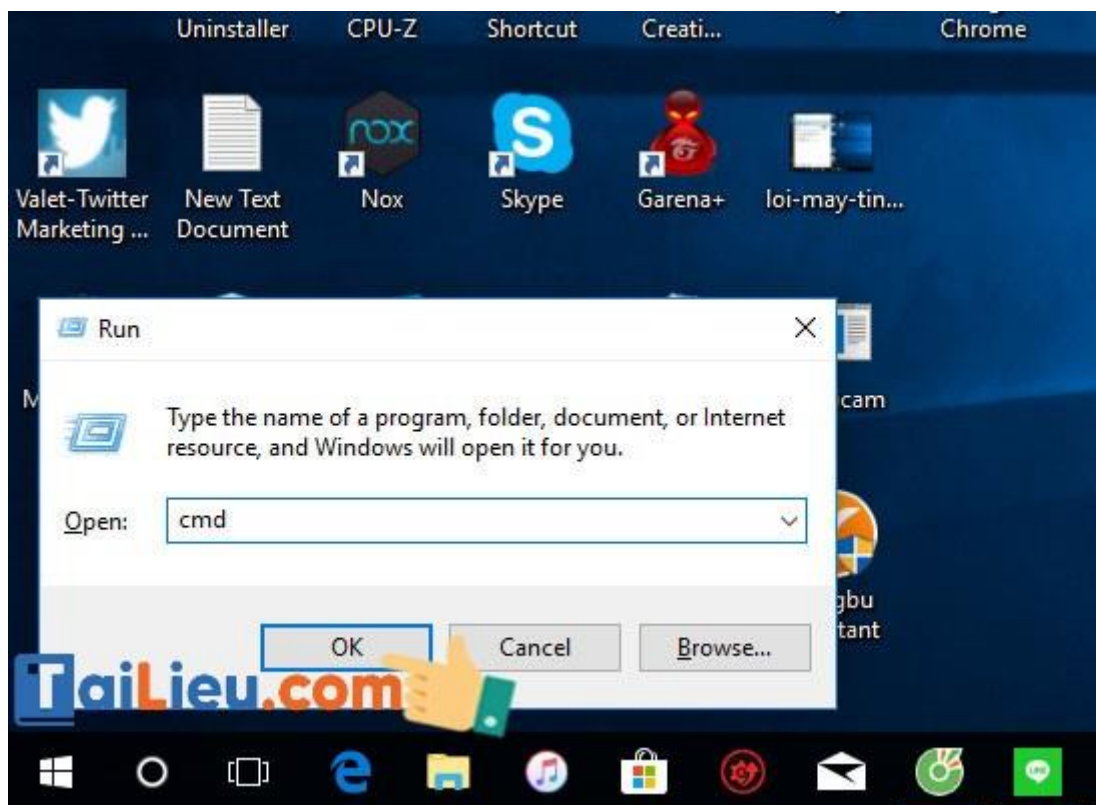 Uninstaller CPU-Z Shortcut Creati... Chrome
nox
S
Valet-Twitter New Text Nox Skype Garena+ loi-may-tin...
Marketing ... Document
Run
M cam
Type the name of a program, folder, document, or Internet
resource, and Windows will open it for you.
Open: cmd
gbu
tant
OK Cancel Browse...
TaiLieu.com
LINE